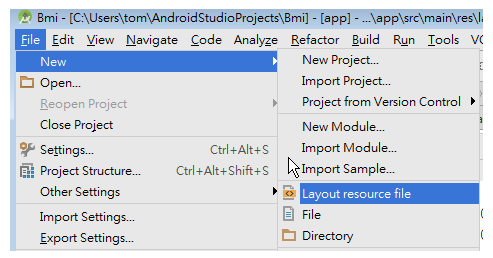 Bmi - [C:\Users\tom\AndroidStudioProjects\Bmi] - [app] - ...\app\src\main\res\la
File Edit View Navigate Code Analyze Refactor Build Run Tools V
New
Open...
Reopen Project
Close Project
Settings... Ctrl+Alt+S
Project Structure... Ctrl+Alt+Shift+S
Other Settings
Import Settings...
Export Settings...
New Project...
Import Project...
Project from Version Control
New Module...
Import Module...
Import Sample...
Layout resource file
File
Directory